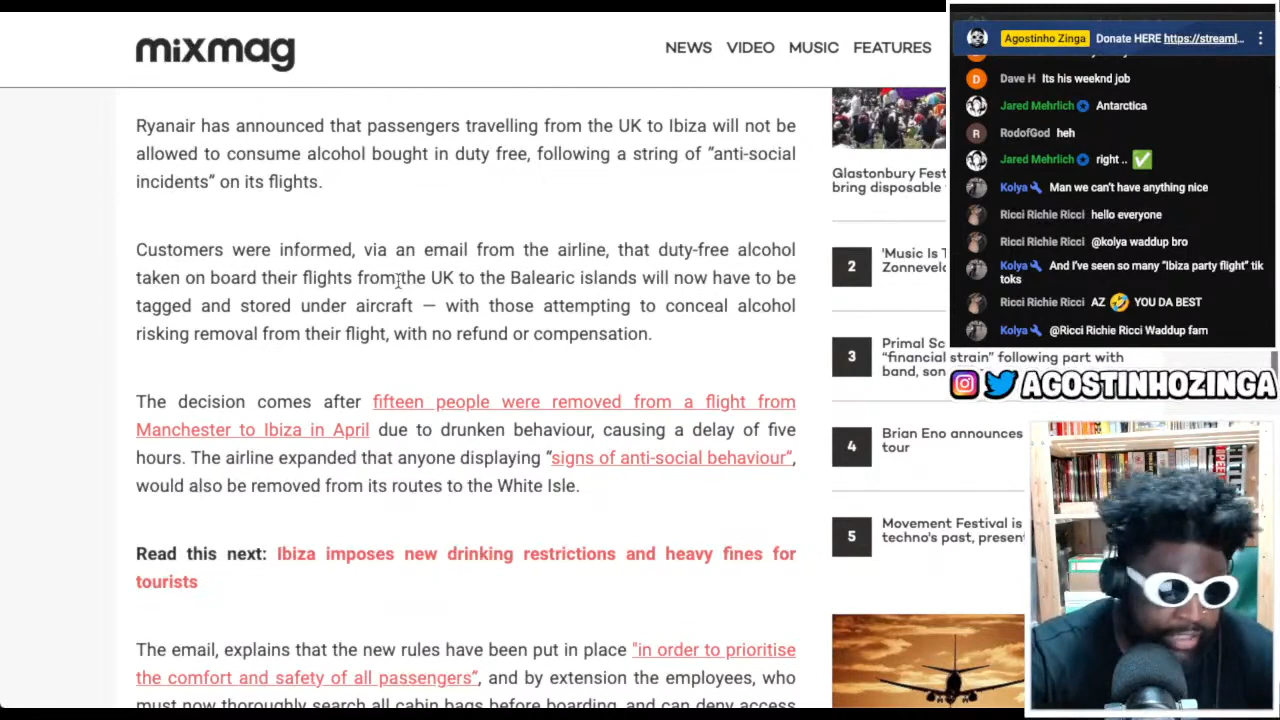 mixmag
NEWS VIDEO MUSIC FEATURES
Ryanair has announced that passengers travelling from the UK to Ibiza will not be
allowed to consume alcohol bought in duty free, following a string of "anti-social
incidents" on its flights.
Customers were informed, via an email from the airline, that duty-free alcohol
taken on board their flights from the UK to the Balearic islands will now have to be
tagged and stored under aircraft — with those attempting to conceal alcohol
risking removal from their flight, with no refund or compensation.
The decision comes after fifteen people were removed from a flight from
Manchester to Ibiza in April due to drunken behaviour, causing a delay of five
hours. The airline expanded that anyone displaying "signs of anti-social behaviour",
would also be removed from its routes to the White Isle.
Read this next: Ibiza imposes new drinking restrictions and heavy fines for
tourists
The email, explains that the new rules have been put in place "in order to prioritise
the comfort and safety of all passengers", and by extension the employees, who
must now thoroughly search all cabin bags before boarding, and can deny access
Glastonbury Fest
bring disposable
2
'Music Is T
Zonnevel
3
Primal Sc
"financial strain" following part with
band, son
4
Brian Eno announces
tour
5
Movement Festival is
techno's past, present
Agostinho Zinga Donate HERE https://streaml...
Dave H Its his weeknd job
Jared Mehrlich Antarctica
RodofGod heh
Jared Mehrlich right ..
Kolya Man we can't have anything nice
Ricci Richie Ricci hello everyone
Ricci Richie Ricci @kolya waddup bro
Kolya And I've seen so many "Ibiza party flight" tik
toks
Ricci Richie Ricci AZ YOU DA BEST
Kolya @Ricci Richie Ricci Waddup fam
AGOSTINHOZINGA